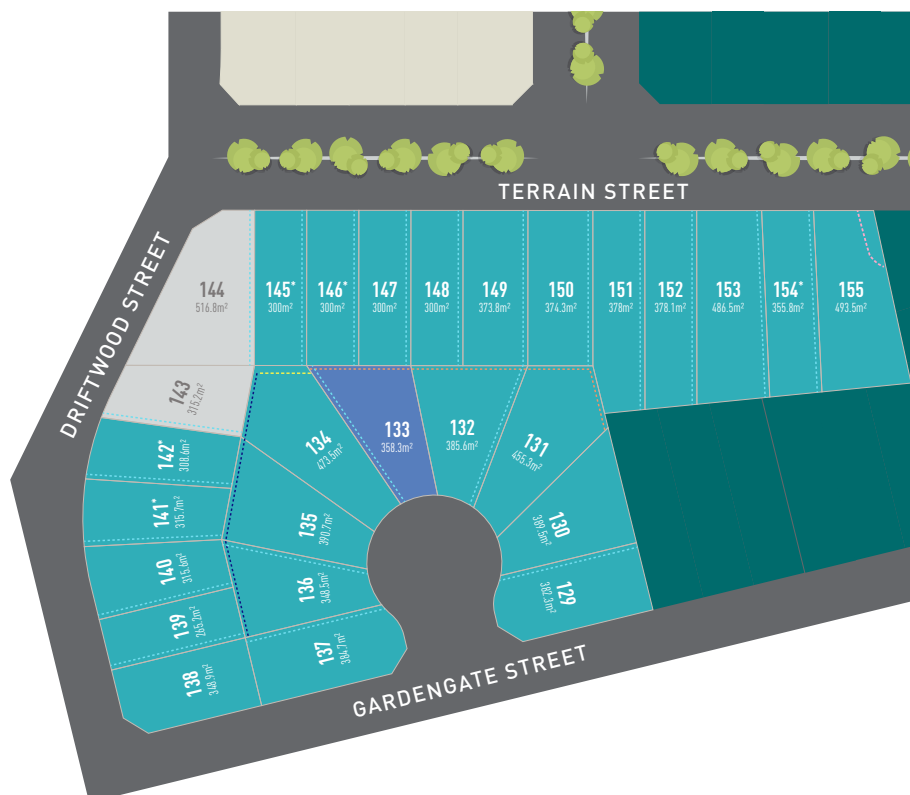 TERRAIN STREET
DRIFTWOOD STREET
144
516.8m²
145*
300m²
146*
300m²
147
300m²
148
300m²
149
373.8m²
150
374.3m²
151
378m²
152
378.1m²
153
486.5m²
154*
355.8m²
155
493.5m²
143
315.2m²
142*
308.6m²
141*
315.7m²
140
315.6m²
139
265.2m²
138
348.9m²
134
473.5m²
133
358.3m²
132
385.6m²
131
455.3m²
135
390.7m²
130
389.5m²
136
348.5m²
129
382.3m²
137
384.7m²
GARDENGATE STREET